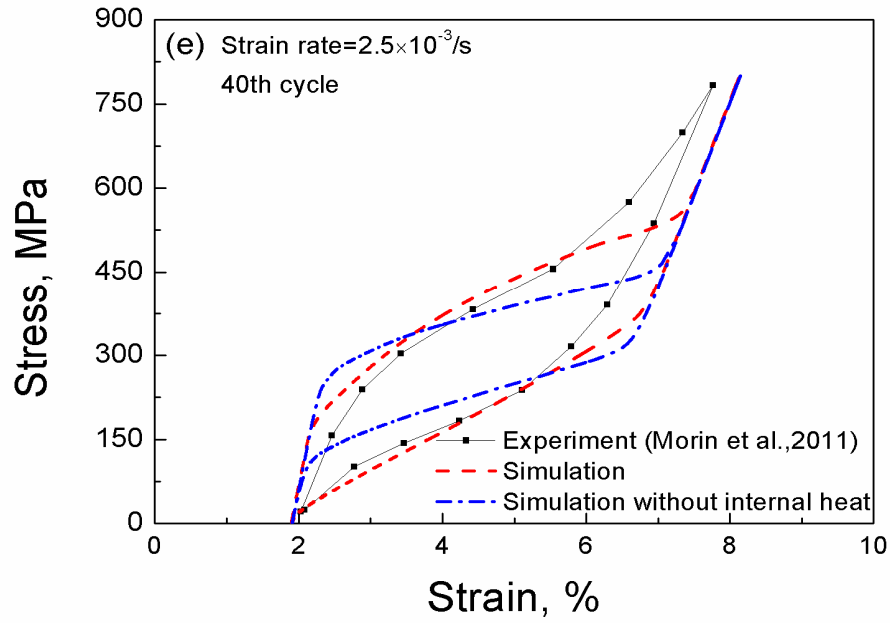 900
(e) Strain rate=2.5×10⁻³/s
40th cycle
750
600
450
300
150
0
Stress, MPa
Experiment (Morin et al.,2011)
Simulation
Simulation without internal heat
0 2 4 6 8 10
Strain, %